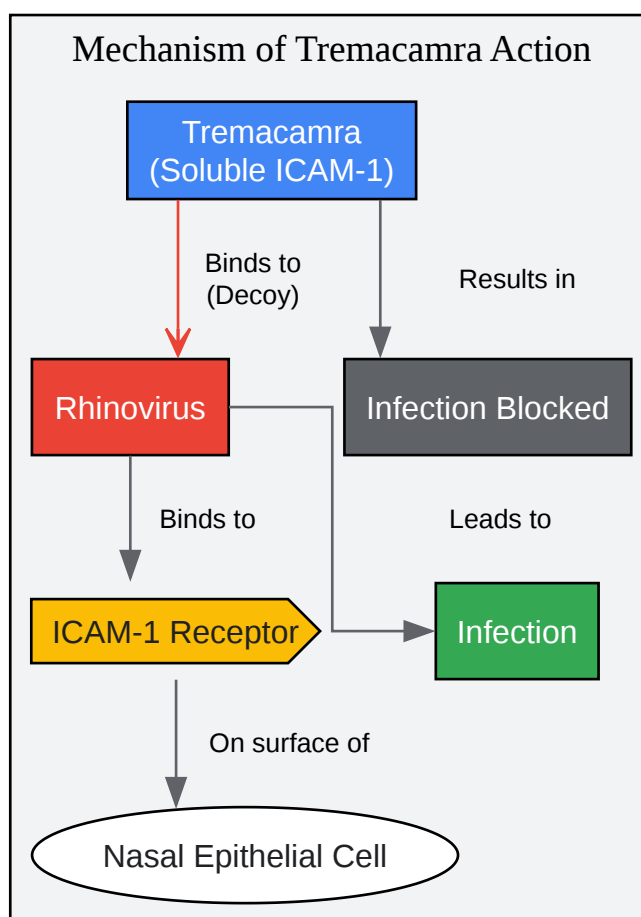 Mechanism of Tremacamra Action
Tremacamra
(Soluble ICAM-1)
Binds to
(Decoy)
Results in
Rhinovirus
Infection Blocked
Binds to
Leads to
ICAM-1 Receptor
Infection
On surface of
Nasal Epithelial Cell